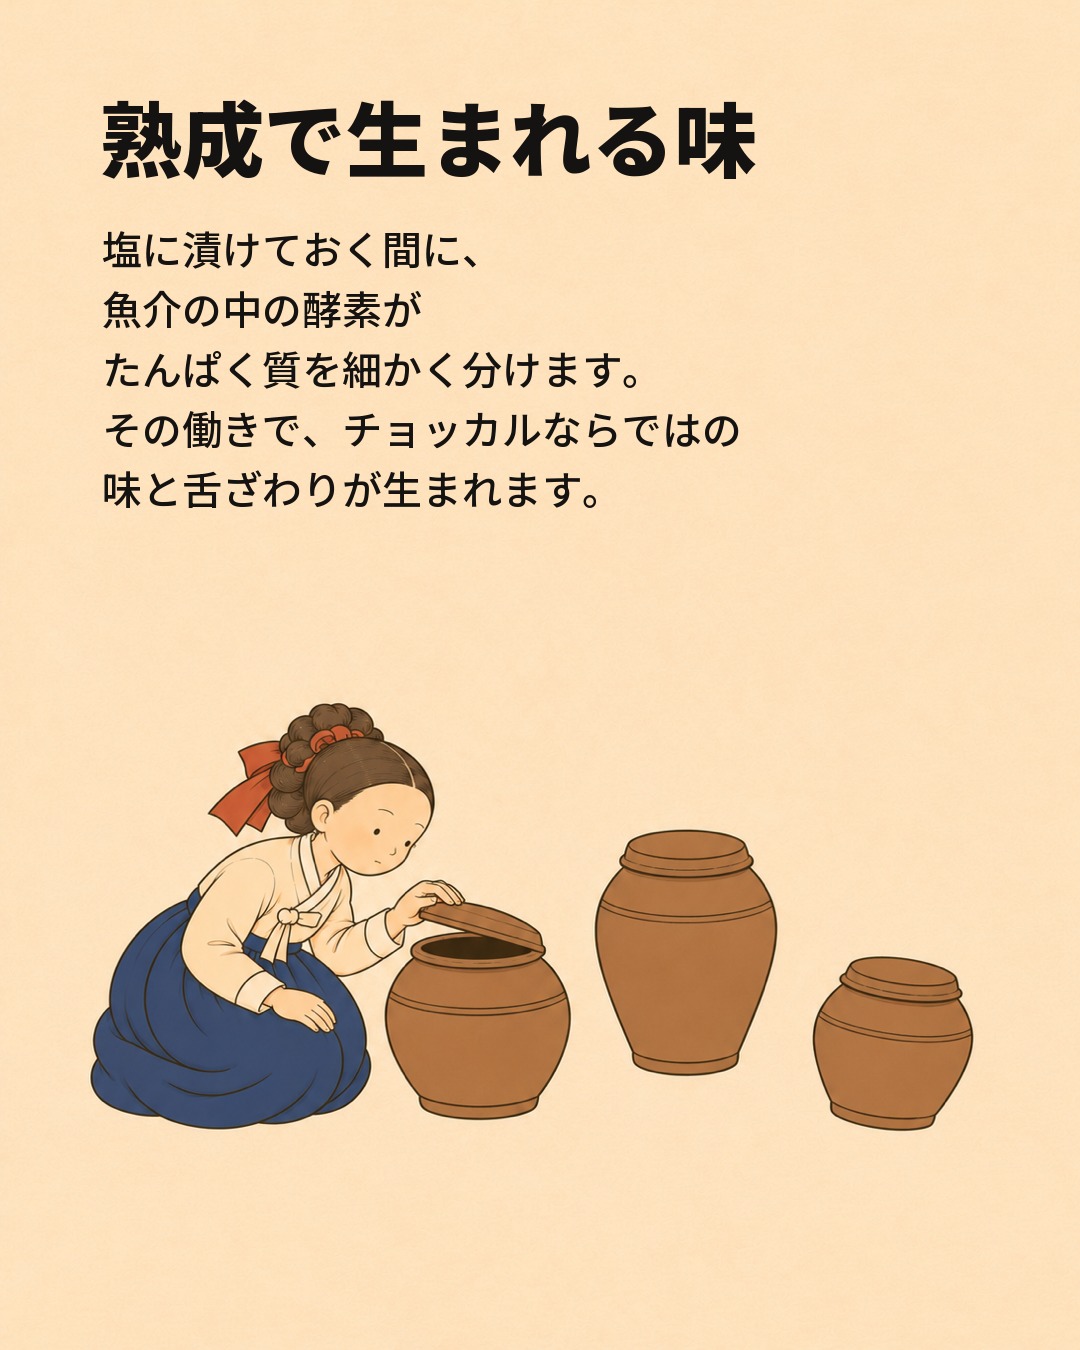 熟成で生まれる味
塩に漬けておく間に、
魚介の中の酵素が
たんぱく質を細かく分けます。
その働きで、チョッカルならではの
味と舌ざわりが生まれます。